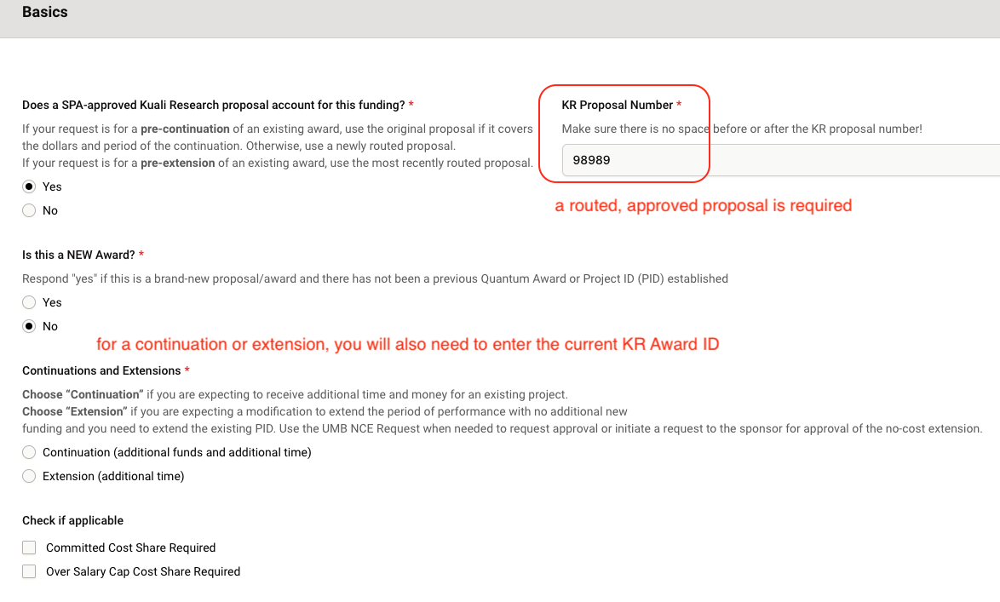 Basics
Does a SPA-approved Kuali Research proposal account for this funding? *
If your request is for a pre-continuation of an existing award, use the original proposal if it covers
the dollars and period of the continuation. Otherwise, use a newly routed proposal.
If your request is for a pre-extension of an existing award, use the most recently routed proposal.
Yes
No
KR Proposal Number *
Make sure there is no space before or after the KR proposal number!
98989
a routed, approved proposal is required
Is this a NEW Award? *
Respond "yes" if this is a brand-new proposal/award and there has not been a previous Quantum Award or Project ID (PID) established
Yes
No
for a continuation or extension, you will also need to enter the current KR Award ID
Continuations and Extensions *
Choose “Continuation” if you are expecting to receive additional time and money for an existing project.
Choose “Extension” if you are expecting a modification to extend the period of performance with no additional new
funding and you need to extend the existing PID. Use the UMB NCE Request when needed to request approval or initiate a request to the sponsor for approval of the no-cost extension.
Continuation (additional funds and additional time)
Extension (additional time)
Check if applicable
Committed Cost Share Required
Over Salary Cap Cost Share Required